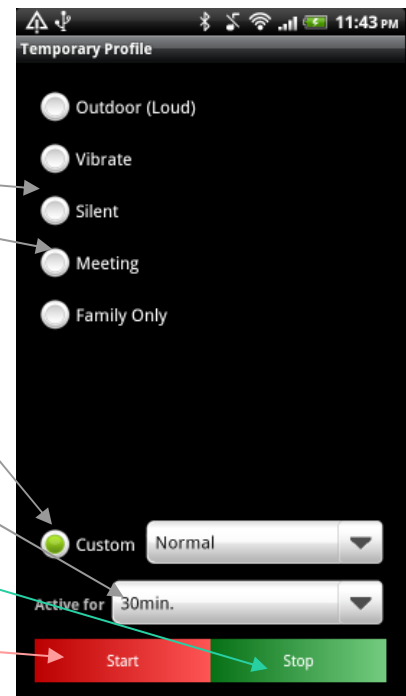 11:43 PM
Temporary Profile
Outdoor (Loud)
Vibrate
Silent
Meeting
Family Only
Custom Normal
Active for 30min.
Start Stop